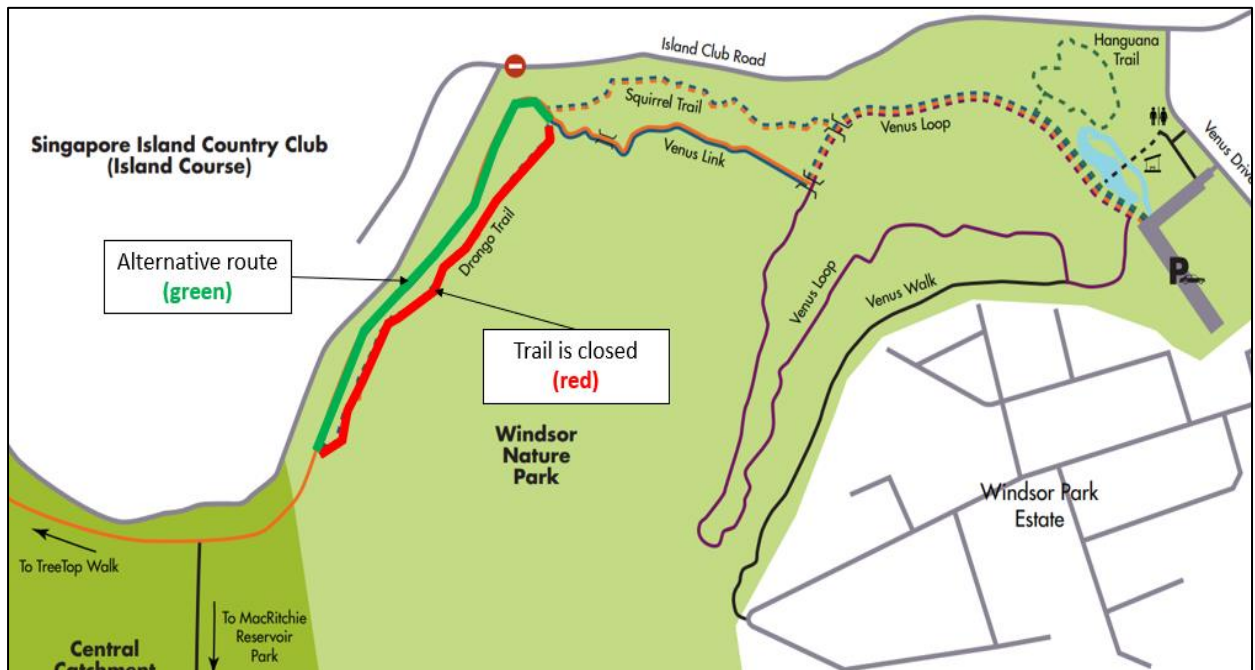 Island Club Road
Hanguana
Trail
Squirrel Trail
Venus Loop
Venus Link
Venus Drive
Singapore Island Country Club
(Island Course)
Drongo Trail
Alternative route
(green)
Trail is closed
(red)
P
Venus Loop
Venus Walk
Windsor
Nature
Park
Windsor Park
Estate
To TreeTop Walk
To MacRitchie
Reservoir
Park
Central
Catchment